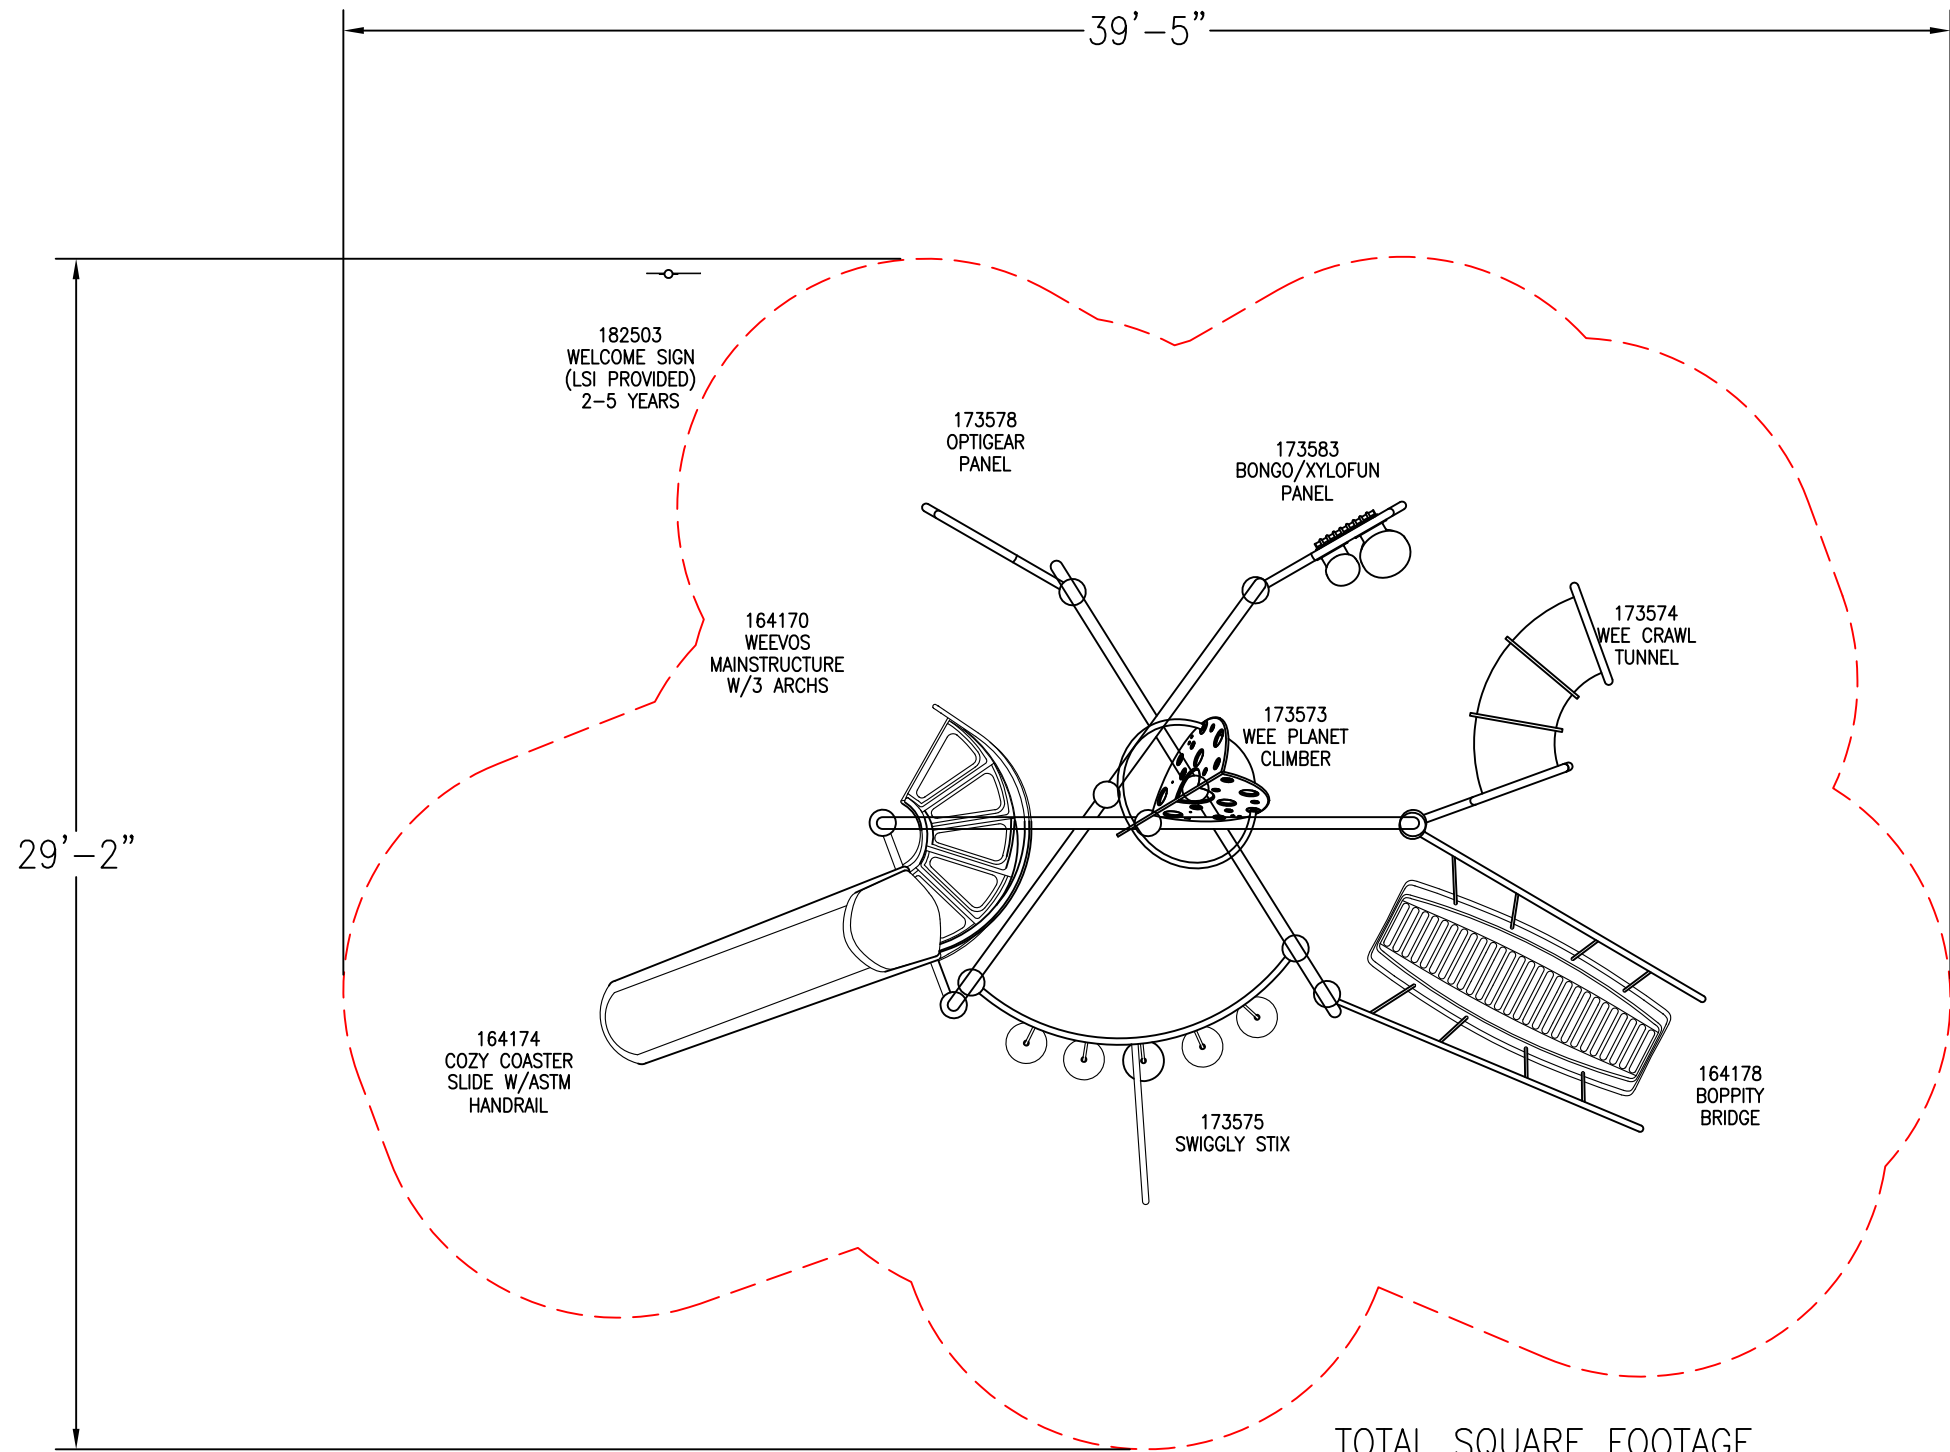 39'-5"
182503
WELCOME SIGN
(LSI PROVIDED)
2-5 YEARS
173578
OPTIGEAR
PANEL
173583
BONGO/XYLOFUN
PANEL
164170
WEEVOS
MAINSTRUCTURE
W/3 ARCHS
173574
WEE CRAWL
TUNNEL
173573
WEE PLANET
CLIMBER
29'-2"
164174
COZY COASTER
SLIDE W/ASTM
HANDRAIL
173575
SWIGGLY STIX
164178
BOPPITY
BRIDGE
TOTAL SQUARE FOOTAGE